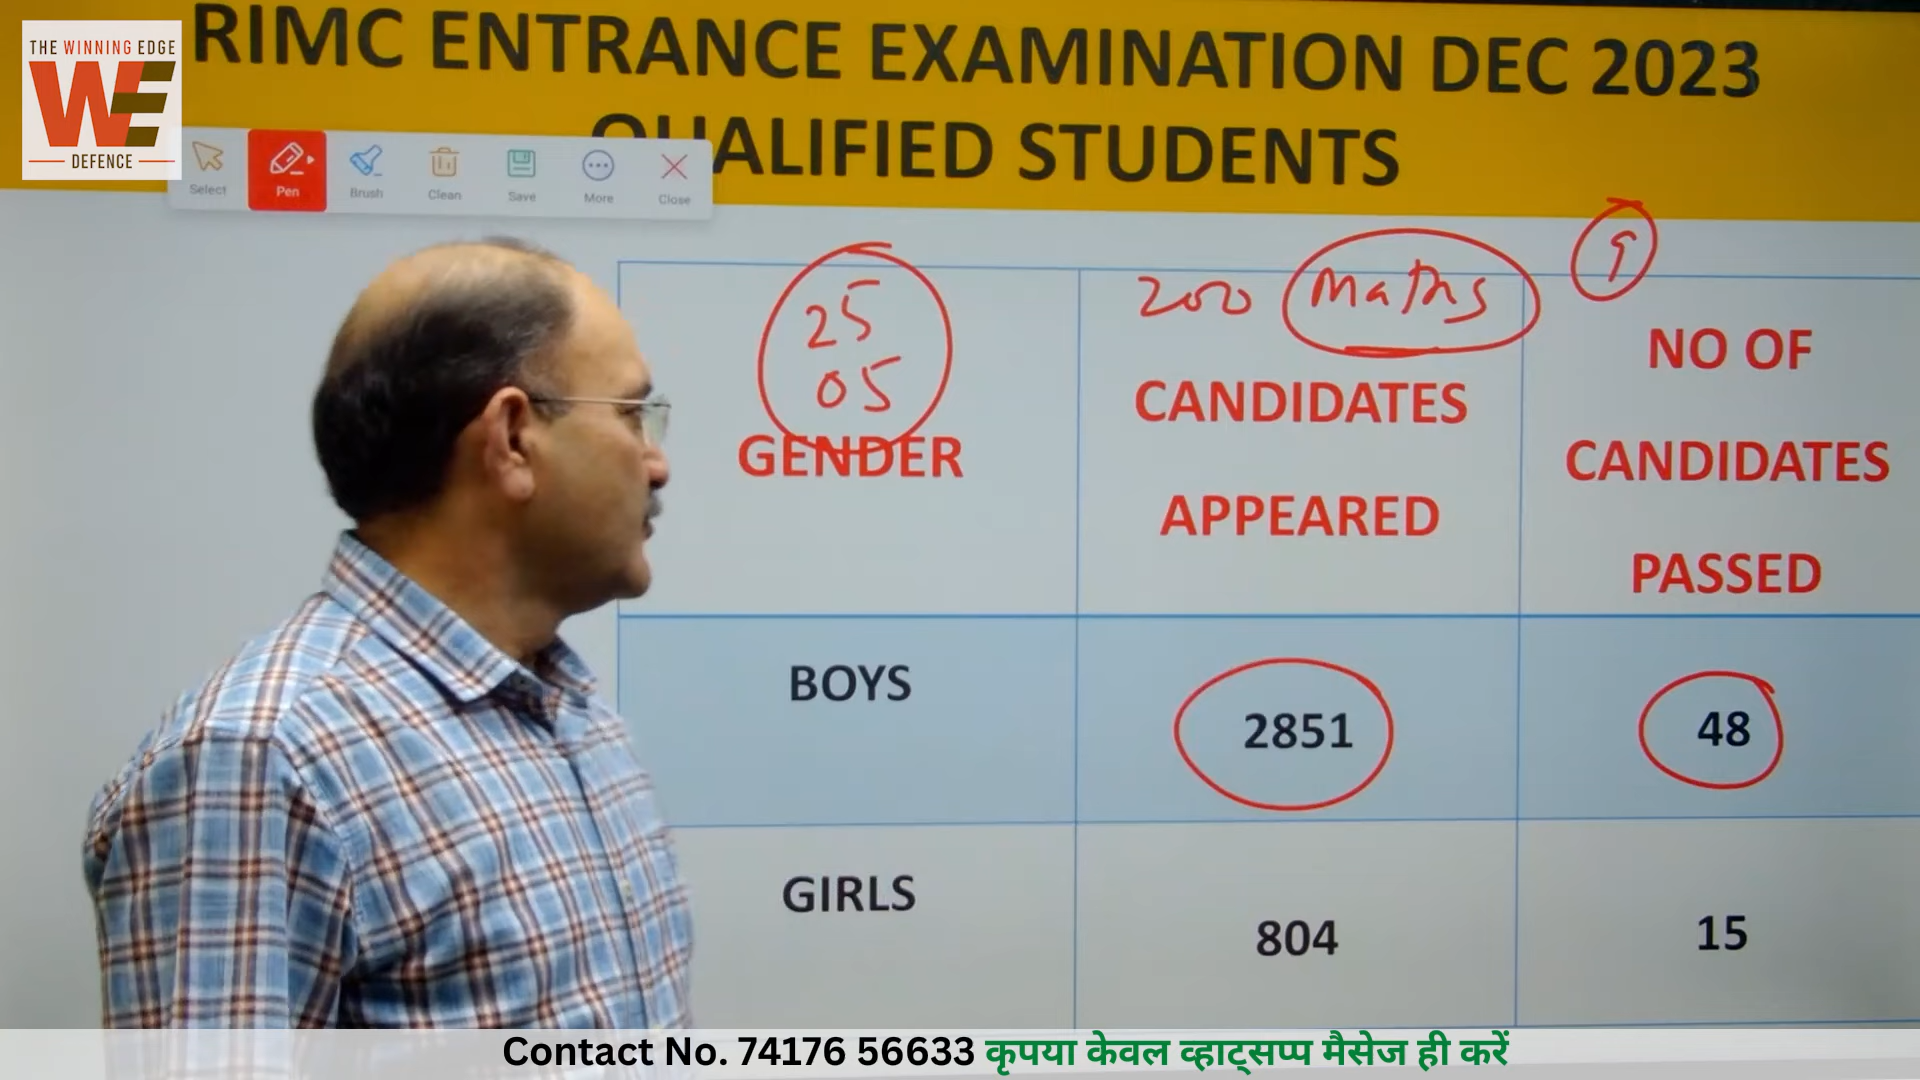 THE WINNING EDGE
WE
DEFENCE
RIMC ENTRANCE EXAMINATION DEC 2023
QUALIFIED STUDENTS
Select Pen Brush Clean Save More Close
25
05
200 Maths
9
GENDER
CANDIDATES
APPEARED
NO OF
CANDIDATES
PASSED
BOYS 2851 48
GIRLS 804 15
Contact No. 74176 56633 कृपया केवल व्हाट्सप्प मैसेज ही करें